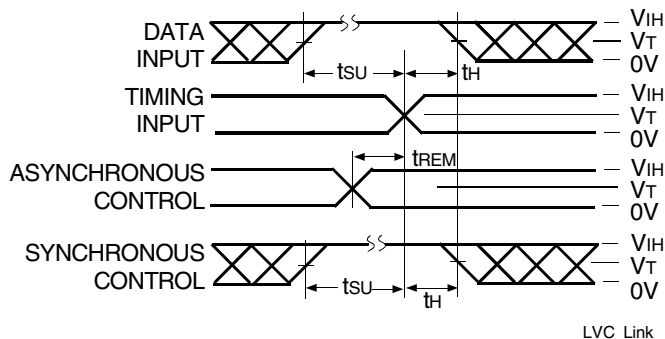 DATA
INPUT
tSU
tH
VIH
VT
0V
TIMING
INPUT
VIH
VT
0V
tREM
ASYNCHRONOUS
CONTROL
VIH
VT
0V
SYNCHRONOUS
CONTROL
tSU
tH
VIH
VT
0V
LVC Link